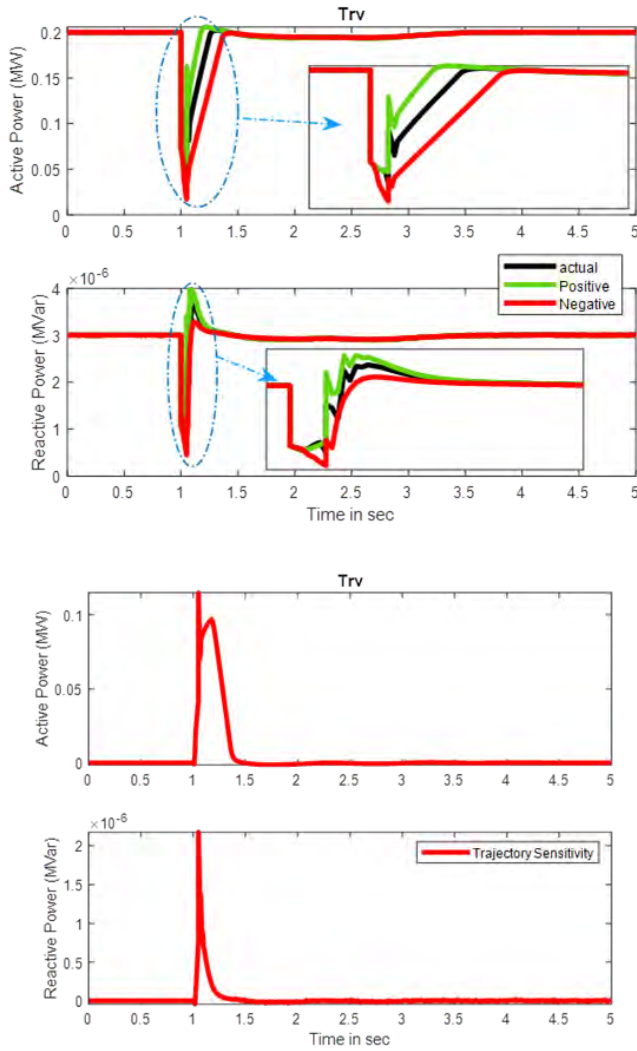 Trv
0.2
0.15
0.1
0.05
0
Active Power (MW)
0 0.5 1 1.5 2 2.5 3 3.5 4 4.5 5
×10⁻⁶
4
3
2
1
0
Reactive Power (MVar)
actual
Positive
Negative
0 0.5 1 1.5 2 2.5 3 3.5 4 4.5 5
Time in sec
Trv
0.1
0.05
0
Active Power (MW)
0 0.5 1 1.5 2 2.5 3 3.5 4 4.5 5
×10⁻⁶
2
1.5
1
0.5
0
Reactive Power (MVar)
Trajectory Sensitivity
0 0.5 1 1.5 2 2.5 3 3.5 4 4.5 5
Time in sec